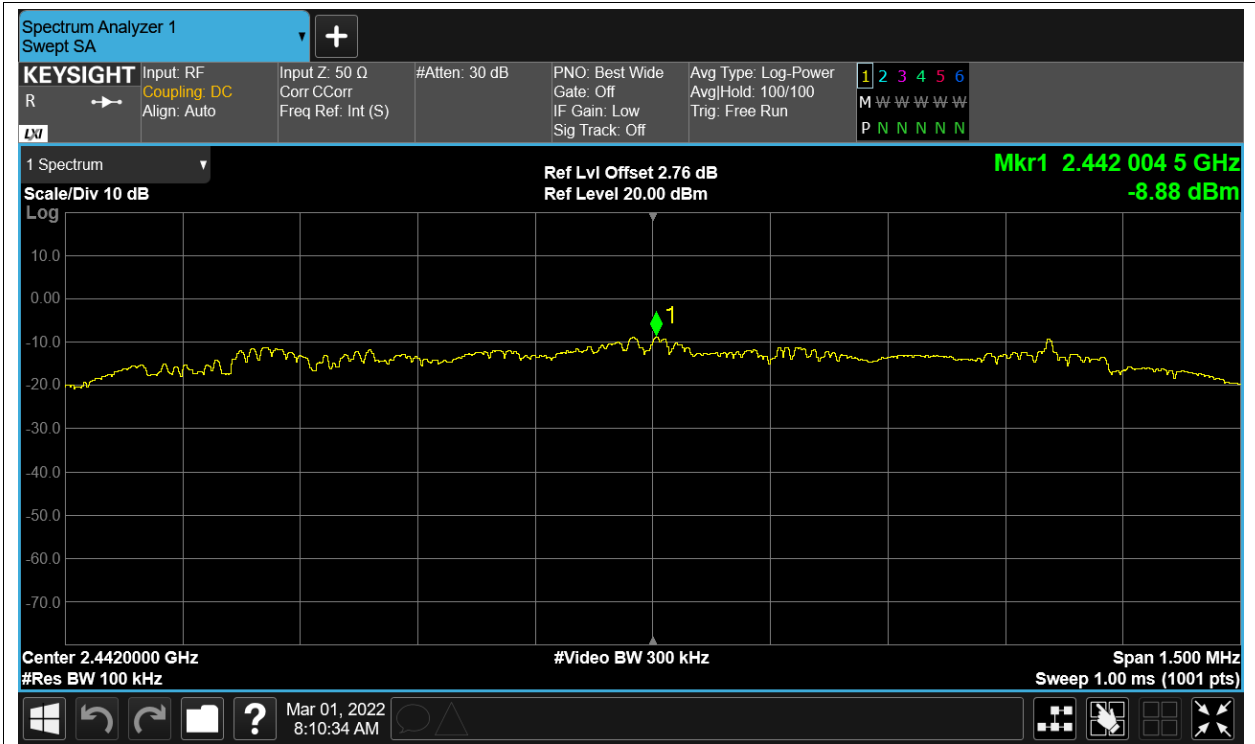 Spectrum Analyzer 1
Swept SA
+
KEYSIGHT
R
LXI
Input: RF
Coupling: DC
Align: Auto
Input Z: 50 Ω
Corr CCorr
Freq Ref: Int (S)
#Atten: 30 dB
PNO: Best Wide
Gate: Off
IF Gain: Low
Sig Track: Off
Avg Type: Log-Power
Avg|Hold: 100/100
Trig: Free Run
1 2 3 4 5 6
M W W W W W
P N N N N N
1 Spectrum
Scale/Div 10 dB
Log
Ref Lvl Offset 2.76 dB
Ref Level 20.00 dBm
Mkr1 2.442 004 5 GHz
-8.88 dBm
10.0
0.00
-10.0
-20.0
-30.0
-40.0
-50.0
-60.0
-70.0
1
Center 2.4420000 GHz
#Res BW 100 kHz
#Video BW 300 kHz
Span 1.500 MHz
Sweep 1.00 ms (1001 pts)
?
Mar 01, 2022
8:10:34 AM